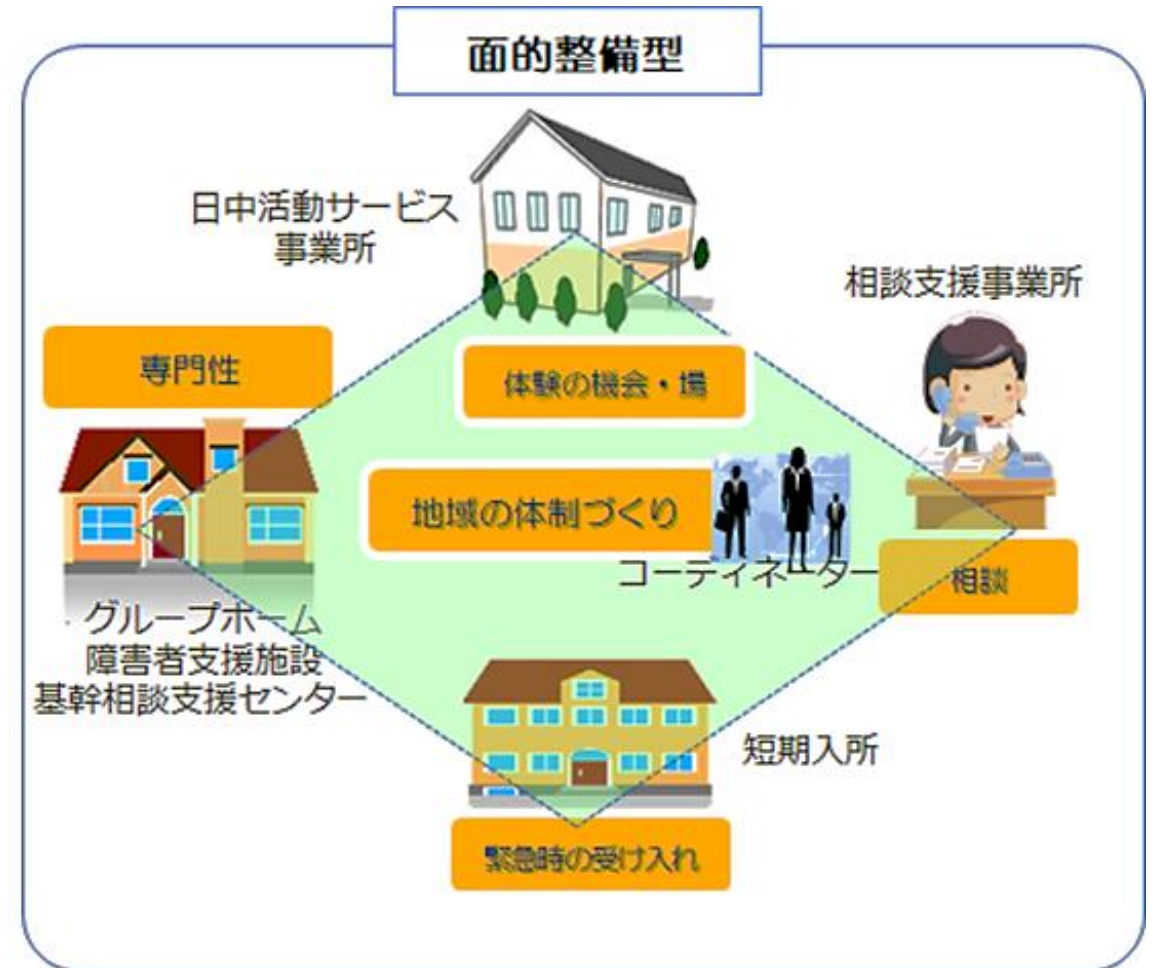 面的整備型
日中活動サービス
事業所
相談支援事業所
専門性
体験の機会・場
地域の体制づくり
コーディネーター
相談
グループホーム
障害者支援施設
基幹相談支援センター
短期入所
緊急時の受け入れ